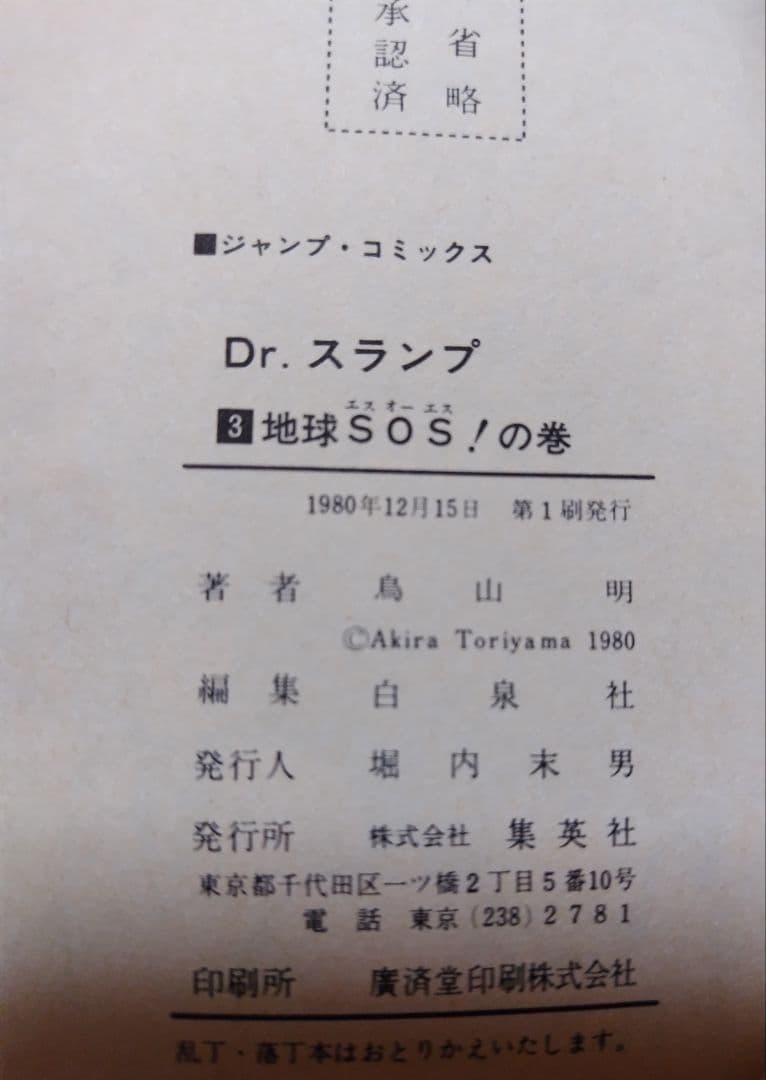 省略
承認済
■ジャンプ・コミックス
Dr.スランプ
エス オー エス
3 地球SOS!の巻
1980年12月15日 第1刷発行
著者 鳥山明
©Akira Toriyama 1980
編集 白泉社
発行人 堀内末男
発行所 株式会社 集英社
東京都千代田区一ツ橋2丁目5番10号
電話 東京(238)2781
印刷所 廣済堂印刷株式会社
乱丁・落丁本はおとりかえいたします。